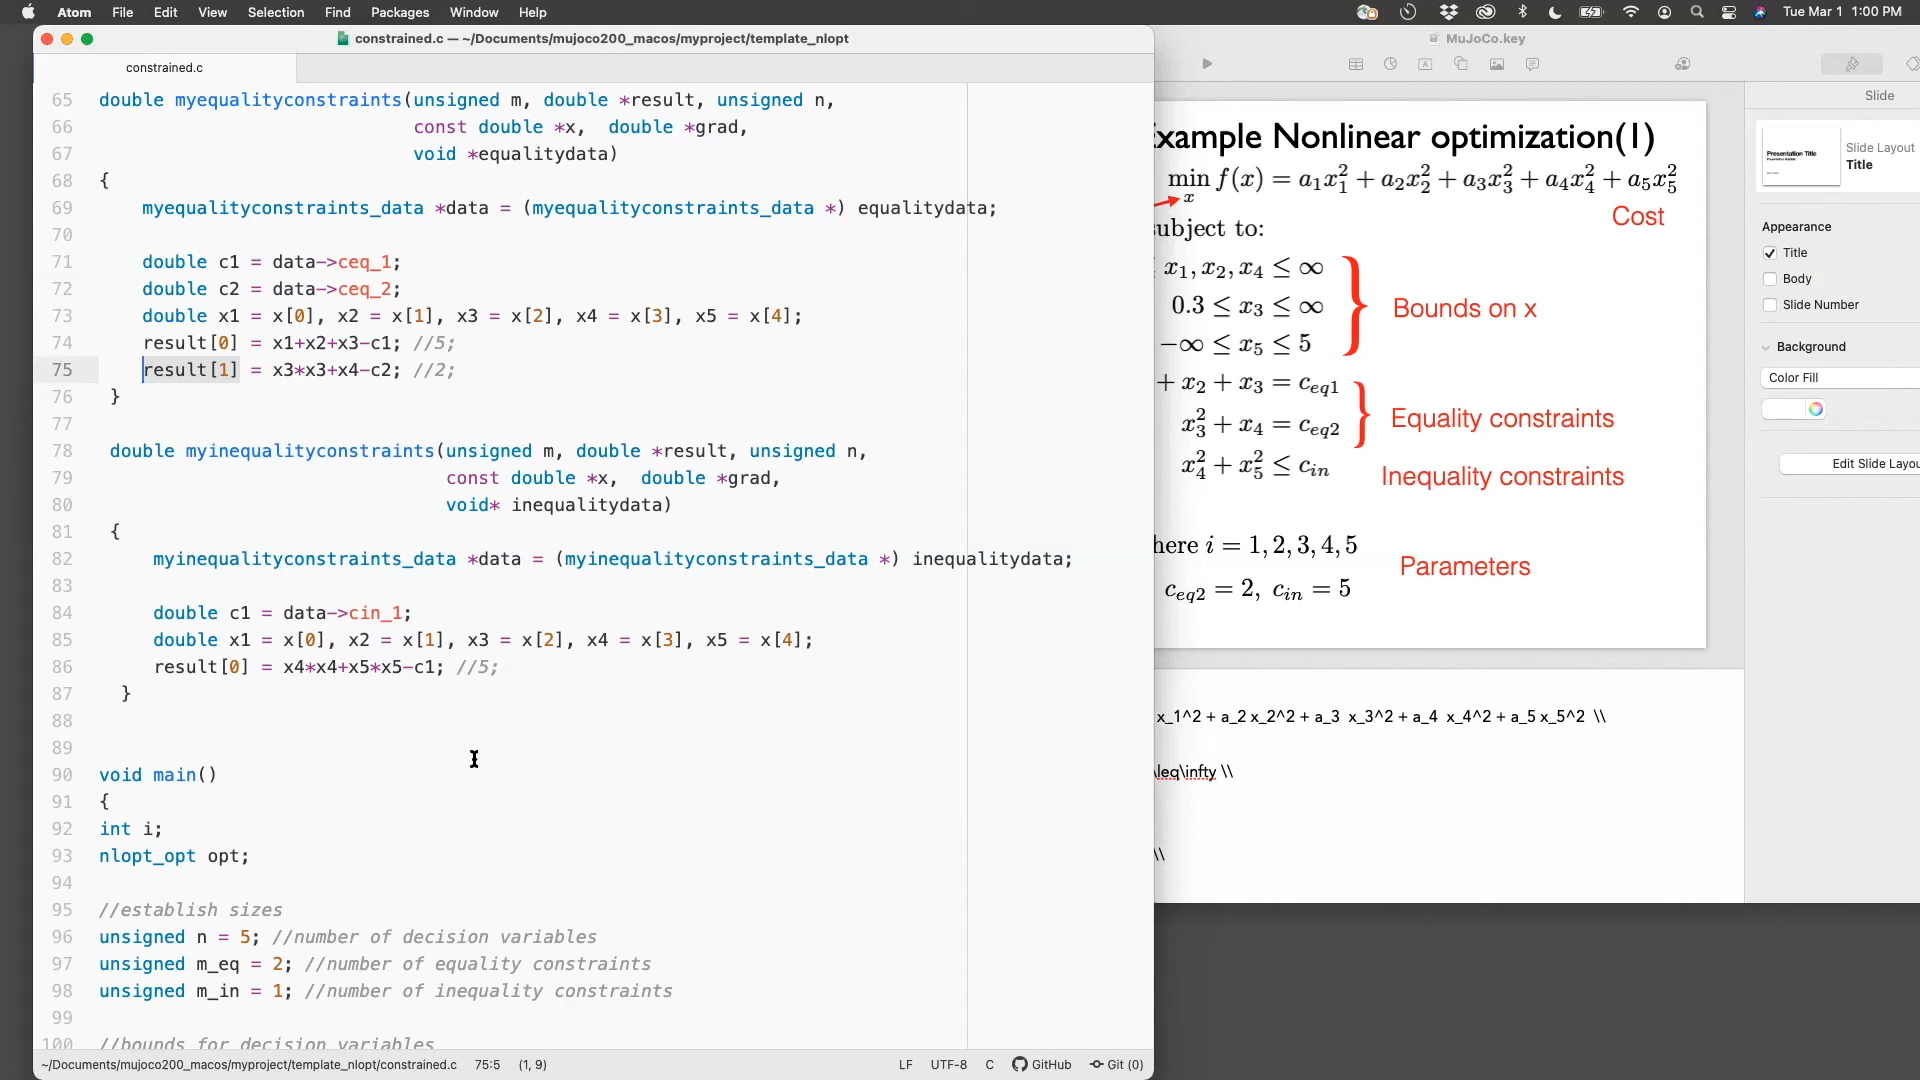 Atom File Edit View Selection Find Packages Window Help Tue Mar 1 1:00 PM
constrained.c — ~/Documents/mujoco200_macos/myproject/template_nlopt
constrained.c
65 double myequalityconstraints(unsigned m, double *result, unsigned n,
66 const double *x, double *grad,
67 void *equalitydata)
68 {
69 myequalityconstraints_data *data = (myequalityconstraints_data *) equalitydata;
70
71 double c1 = data->ceq_1;
72 double c2 = data->ceq_2;
73 double x1 = x[0], x2 = x[1], x3 = x[2], x4 = x[3], x5 = x[4];
74 result[0] = x1+x2+x3-c1; //5;
75 result[1] = x3*x3+x4-c2; //2;
76 }
77
78 double myinequalityconstraints(unsigned m, double *result, unsigned n,
79 const double *x, double *grad,
80 void* inequalitydata)
81 {
82 myinequalityconstraints_data *data = (myinequalityconstraints_data *) inequalitydata;
83
84 double c1 = data->cin_1;
85 double x1 = x[0], x2 = x[1], x3 = x[2], x4 = x[3], x5 = x[4];
86 result[0] = x4*x4+x5*x5-c1; //5;
87 }
88
89
90 void main()
91 {
92 int i;
93 nlopt_opt opt;
94
95 //establish sizes
96 unsigned n = 5; //number of decision variables
97 unsigned m_eq = 2; //number of equality constraints
98 unsigned m_in = 1; //number of inequality constraints
99
100 //bounds for decision variables
~/Documents/mujoco200_macos/myproject/template_nlopt/constrained.c 75:5 (1, 9) LF UTF-8 C GitHub Git (0)
MuJoCo.key
Example Nonlinear optimization(1)
min f(x) = a₁x₁² + a₂x₂² + a₃x₃² + a₄x₄² + a₅x₅²
x
Cost
subject to:
x₁, x₂, x₄ ≤ ∞
0.3 ≤ x₃ ≤ ∞
Bounds on x
−∞ ≤ x₅ ≤ 5
+ x₂ + x₃ = c_eq1
Equality constraints
x₃² + x₄ = c_eq2
x₄² + x₅² ≤ c_in
Inequality constraints
here i = 1, 2, 3, 4, 5
Parameters
c_eq2 = 2, c_in = 5
x_1^2 + a_2 x_2^2 + a_3 x_3^2 + a_4 x_4^2 + a_5 x_5^2 \\
\leq\infty \\
\\
Slide
Presentation Title
Slide Layout
Title
Appearance
Title
Body
Slide Number
Background
Color Fill
Edit Slide Layou